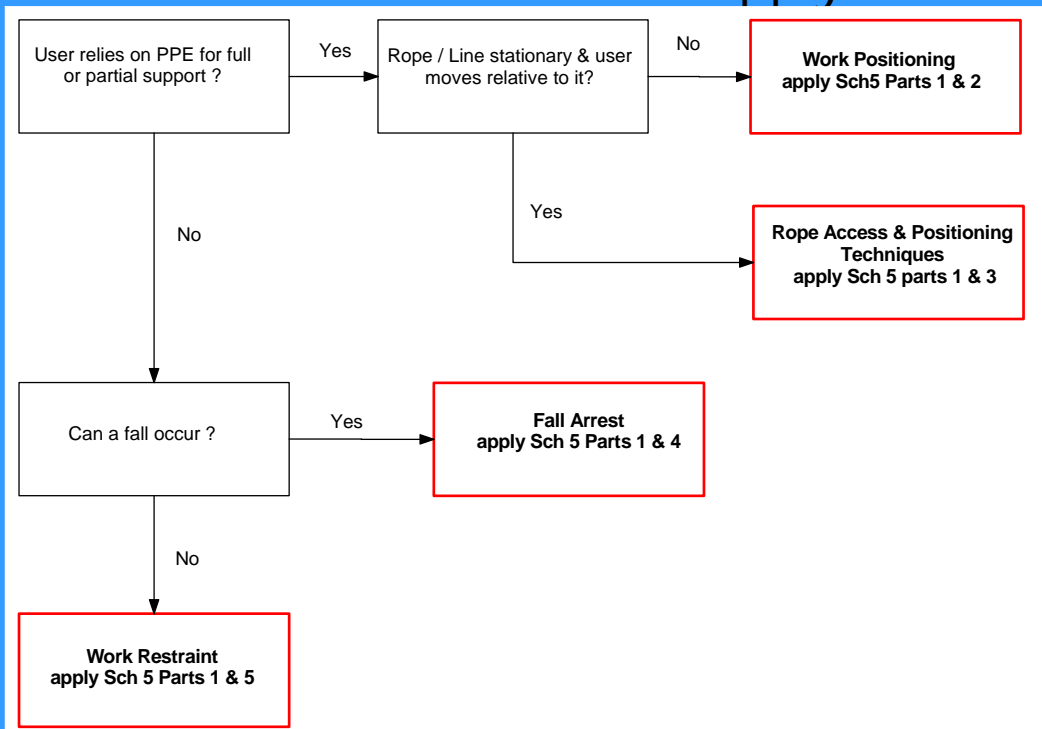 User relies on PPE for full
or partial support ?
Yes
Rope / Line stationary & user
moves relative to it?
No
Work Positioning
apply Sch5 Parts 1 & 2
Yes
No
Rope Access & Positioning
Techniques
apply Sch 5 parts 1 & 3
Can a fall occur ?
Yes
Fall Arrest
apply Sch 5 Parts 1 & 4
No
Work Restraint
apply Sch 5 Parts 1 & 5